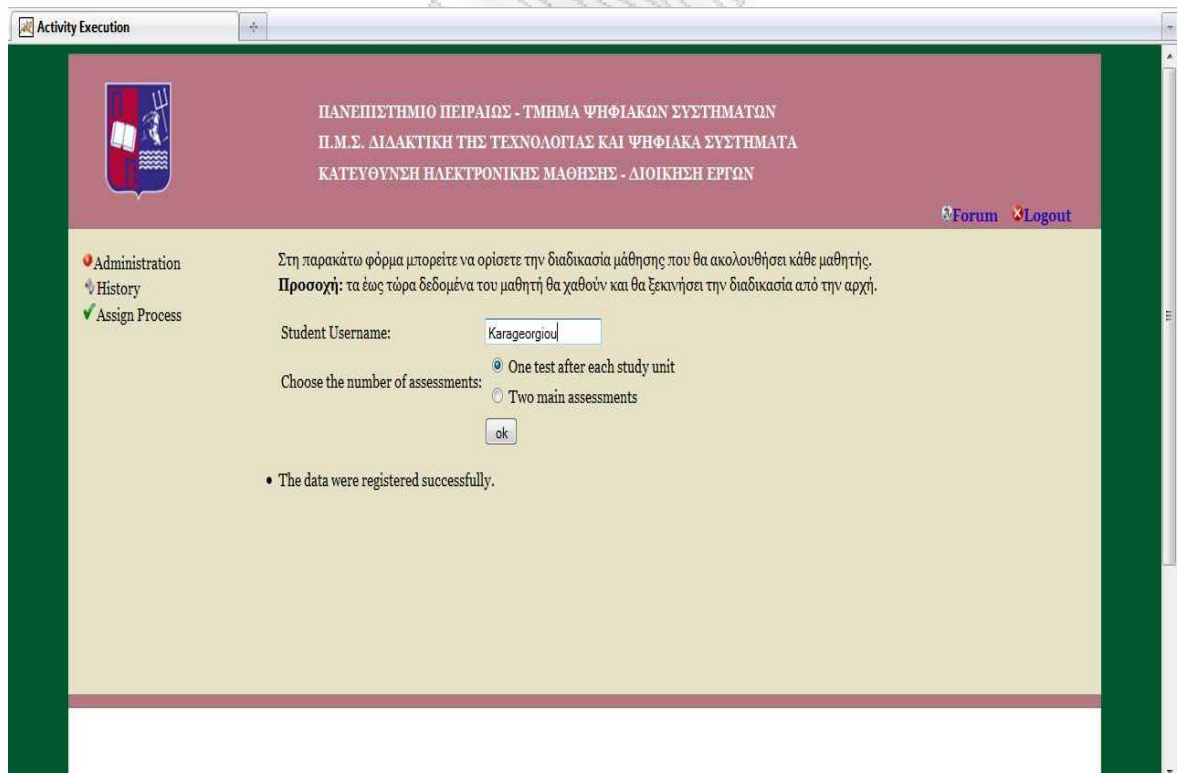 Activity Execution
ΠΑΝΕΠΙΣΤΗΜΙΟ ΠΕΙΡΑΙΩΣ - ΤΜΗΜΑ ΨΗΦΙΑΚΩΝ ΣΥΣΤΗΜΑΤΩΝ
Π.Μ.Σ. ΔΙΔΑΚΤΙΚΗ ΤΗΣ ΤΕΧΝΟΛΟΓΙΑΣ ΚΑΙ ΨΗΦΙΑΚΑ ΣΥΣΤΗΜΑΤΑ
ΚΑΤΕΥΘΥΝΣΗ ΗΛΕΚΤΡΟΝΙΚΗΣ ΜΑΘΗΣΗΣ - ΔΙΟΙΚΗΣΗ ΕΡΓΩΝ
Forum Logout
Administration
History
Assign Process
Στη παρακάτω φόρμα μπορείτε να ορίσετε την διαδικασία μάθησης που θα ακολουθήσει κάθε μαθητής.
Προσοχή: τα έως τώρα δεδομένα του μαθητή θα χαθούν και θα ξεκινήσει την διαδικασία από την αρχή.
Student Username: Karageorgiou
Choose the number of assessments:
One test after each study unit
Two main assessments
ok
• The data were registered successfully.